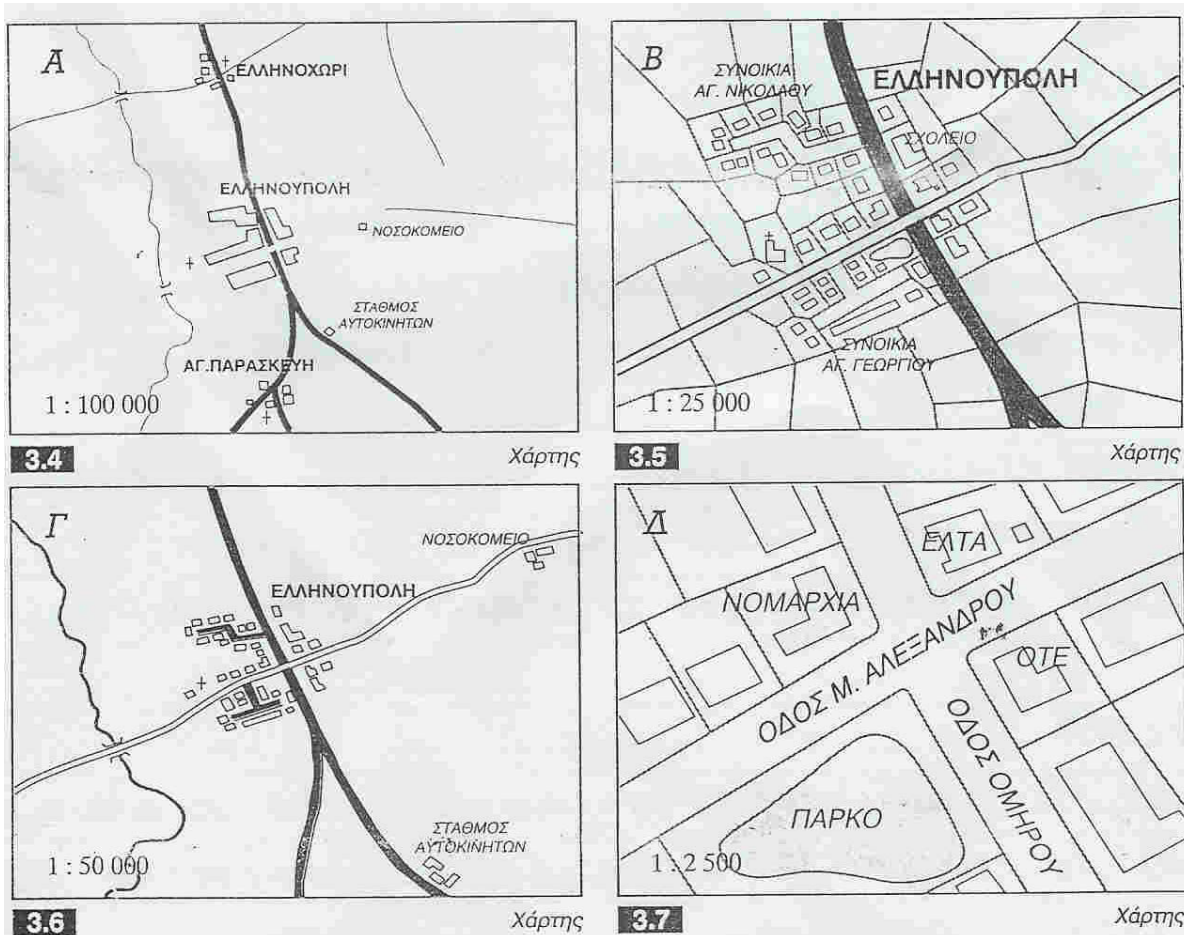 Α
ΕΛΛΗΝΟΧΩΡΙ
ΕΛΛΗΝΟΥΠΟΛΗ
ΝΟΣΟΚΟΜΕΙΟ
ΣΤΑΘΜΟΣ
ΑΥΤΟΚΙΝΗΤΩΝ
ΑΓ.ΠΑΡΑΣΚΕΥΗ
1 : 100 000
3.4
Χάρτης
Β
ΣΥΝΟΙΚΙΑ
ΑΓ. ΝΙΚΟΛΑΟΥ
ΕΛΛΗΝΟΥΠΟΛΗ
ΣΧΟΛΕΙΟ
ΣΥΝΟΙΚΙΑ
ΑΓ. ΓΕΩΡΓΙΟΥ
1 : 25 000
3.5
Χάρτης
Γ
ΝΟΣΟΚΟΜΕΙΟ
ΕΛΛΗΝΟΥΠΟΛΗ
ΣΤΑΘΜΟΣ
ΑΥΤΟΚΙΝΗΤΩΝ
1 : 50 000
3.6
Χάρτης
Δ
ΕΛΤΑ
ΝΟΜΑΡΧΙΑ
ΟΔΟΣ Μ. ΑΛΕΞΑΝΔΡΟΥ
ΟΤΕ
ΟΔΟΣ ΟΜΗΡΟΥ
ΠΑΡΚΟ
1 : 2 500
3.7
Χάρτης